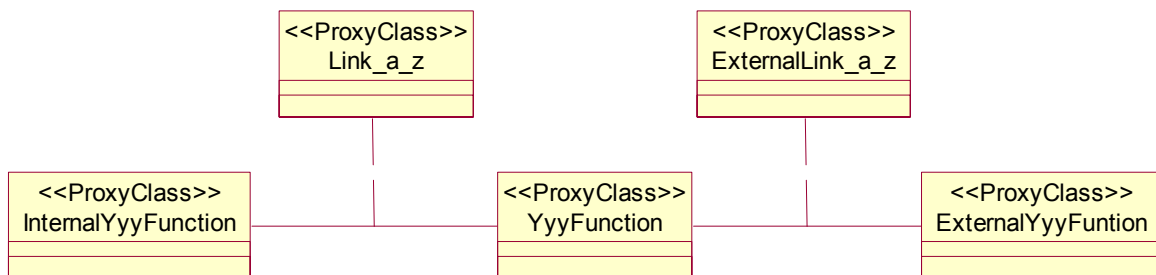 <<ProxyClass>>
Link_a_z
<<ProxyClass>>
ExternalLink_a_z
<<ProxyClass>>
InternalYyyFunction
<<ProxyClass>>
YyyFunction
<<ProxyClass>>
ExternalYyyFuntion